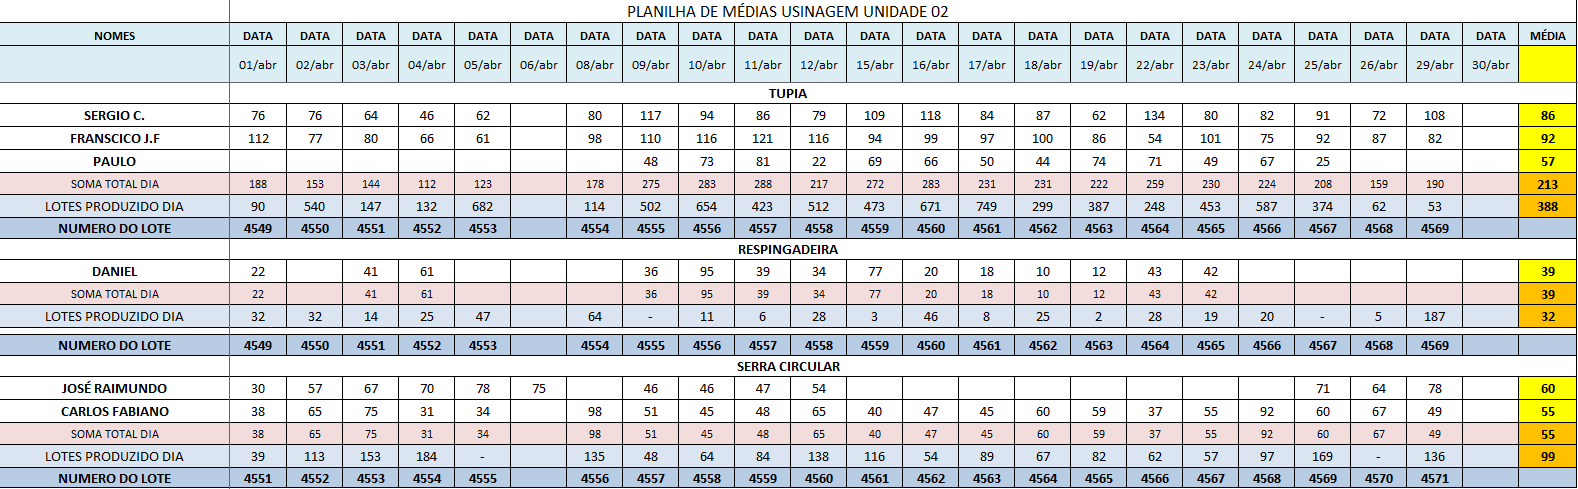 PLANILHA DE MÉDIAS USINAGEM UNIDADE 02
NOMES DATA DATA DATA DATA DATA DATA DATA DATA DATA DATA DATA DATA DATA DATA DATA DATA DATA DATA DATA DATA DATA DATA DATA MÉDIA
01/abr 02/abr 03/abr 04/abr 05/abr 06/abr 08/abr 09/abr 10/abr 11/abr 12/abr 15/abr 16/abr 17/abr 18/abr 19/abr 22/abr 23/abr 24/abr 25/abr 26/abr 29/abr 30/abr
TUPIA
SERGIO C. 76 76 64 46 62 80 117 94 86 79 109 118 84 87 62 134 80 82 91 72 108 86
FRANSCICO J.F 112 77 80 66 61 98 110 116 121 116 94 99 97 100 86 54 101 75 92 87 82 92
PAULO 48 73 81 22 69 66 50 44 74 71 49 67 25 57
SOMA TOTAL DIA 188 153 144 112 123 178 275 283 288 217 272 283 231 231 222 259 230 224 208 159 190 213
LOTES PRODUZIDO DIA 90 540 147 132 682 114 502 654 423 512 473 671 749 299 387 248 453 587 374 62 53 388
NUMERO DO LOTE 4549 4550 4551 4552 4553 4554 4555 4556 4557 4558 4559 4560 4561 4562 4563 4564 4565 4566 4567 4568 4569
RESPINGADEIRA
DANIEL 22 41 61 36 95 39 34 77 20 18 10 12 43 42 39
SOMA TOTAL DIA 22 41 61 36 95 39 34 77 20 18 10 12 43 42 39
LOTES PRODUZIDO DIA 32 32 14 25 47 64 - 11 6 28 3 46 8 25 2 28 19 20 - 5 187 32
NUMERO DO LOTE 4549 4550 4551 4552 4553 4554 4555 4556 4557 4558 4559 4560 4561 4562 4563 4564 4565 4566 4567 4568 4569
SERRA CIRCULAR
JOSÉ RAIMUNDO 30 57 67 70 78 75 46 46 47 54 71 64 78 60
CARLOS FABIANO 38 65 75 31 34 98 51 45 48 65 40 47 45 60 59 37 55 92 60 67 49 55
SOMA TOTAL DIA 38 65 75 31 34 98 51 45 48 65 40 47 45 60 59 37 55 92 60 67 49 55
LOTES PRODUZIDO DIA 39 113 153 184 - 135 48 64 84 138 116 54 89 67 82 62 57 97 169 - 136 99
NUMERO DO LOTE 4551 4552 4553 4554 4555 4556 4557 4558 4559 4560 4561 4562 4563 4564 4565 4566 4567 4568 4569 4570 4571